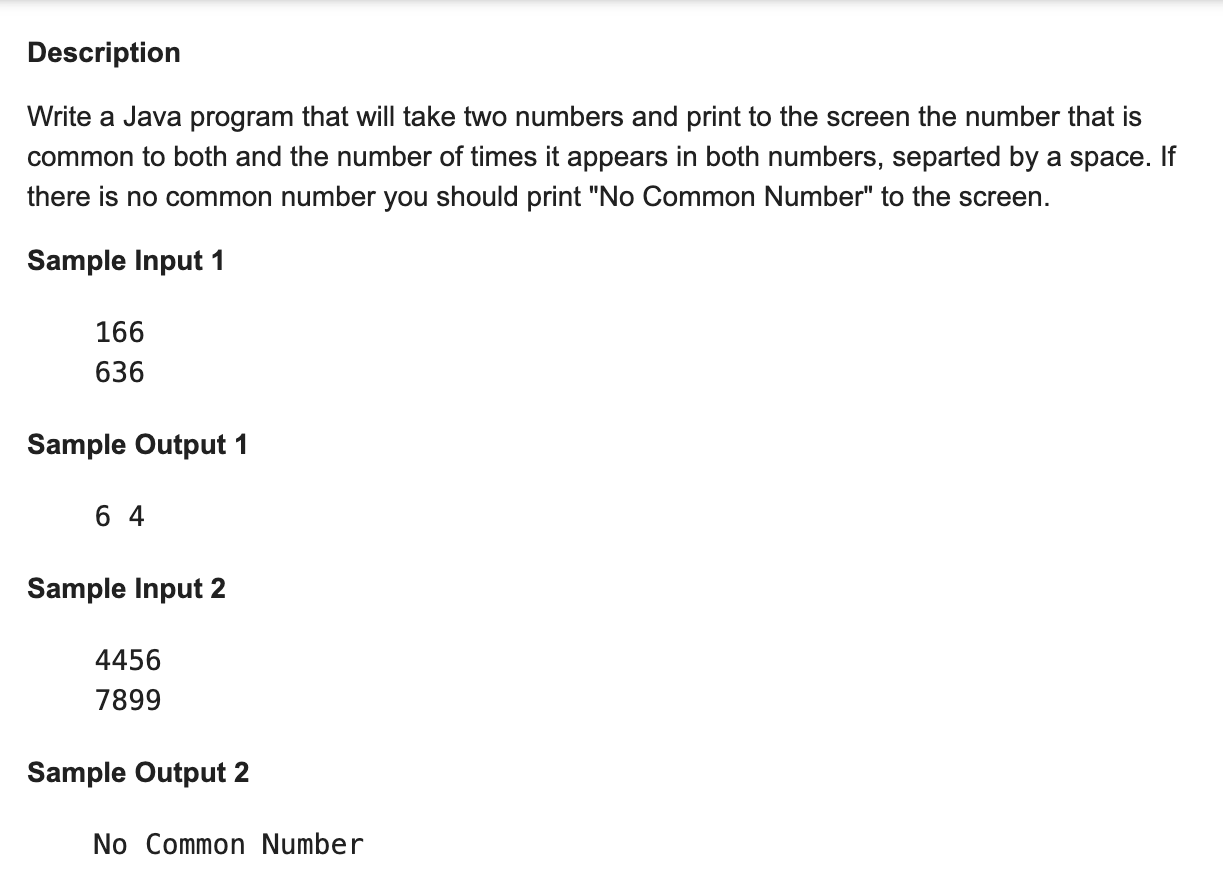 Description
Write a Java program that will take two numbers and print to the screen the number that is
common to both and the number of times it appears in both numbers, separted by a space. If
there is no common number you should print "No Common Number" to the screen.
Sample Input 1
166
636
Sample Output 1
6 4
Sample Input 2
4456
7899
Sample Output 2
No Common Number